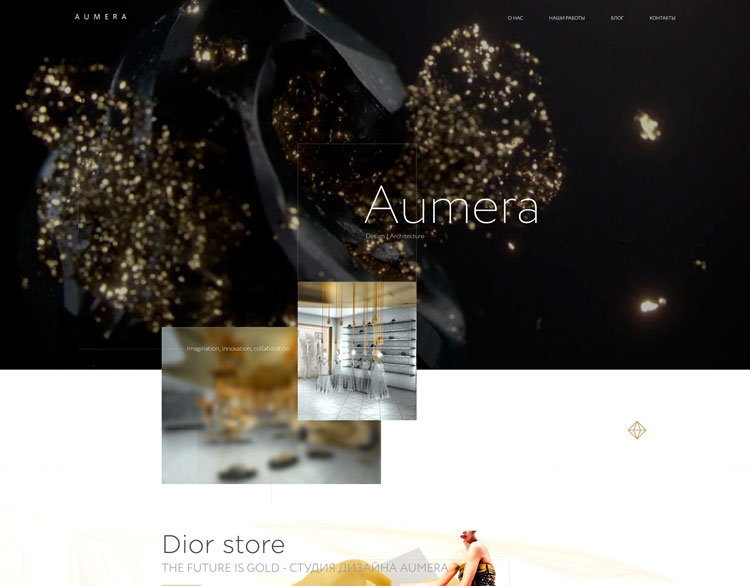 AUMERA
О НАС
НАШИ РАБОТЫ
БЛОГ
КОНТАКТЫ
Aumera
Design | Architecture
Imagination, innovation, collaboration
Dior store
THE FUTURE IS GOLD - СТУДИЯ ДИЗАЙНА AUMERA